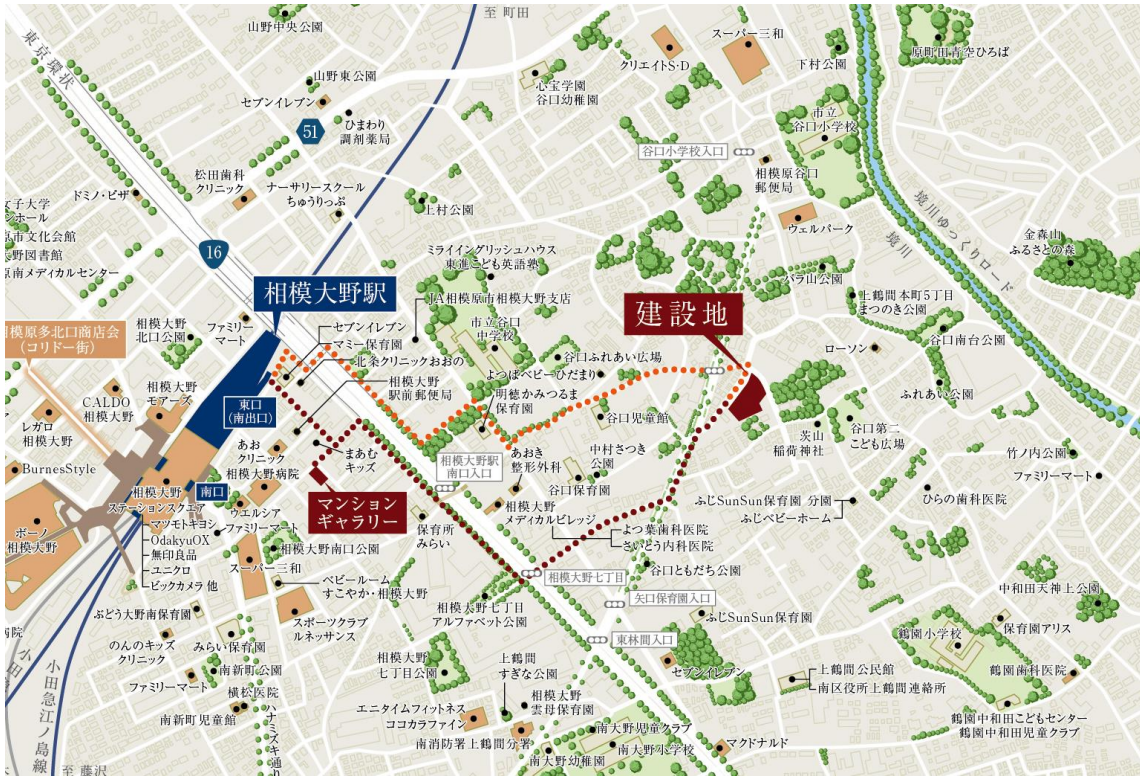 至 町田
山野中央公園
東京環状
山野東公園
セブンイレブン
51
ひまわり
調剤薬局
心宝学園
谷口幼稚園
クリエイトS・D
スーパー三和
下村公園
原町田青空ひろば
市立
谷口小学校
谷口小学校入口
相模原谷口
郵便局
ウェルパーク
境川ゆっくりロード
境川
金森山
ふるさとの森
松田歯科
クリニック
ドミノ・ピザ
ナーサリースクール
ちゅうりっぷ
上村公園
女子大学
ンホール
原市文化会館
野図書館
原南メディカルセンター
16
相模大野駅
ミライイングリッシュハウス
東進こども英語塾
JA相模原市相模大野支店
市立谷口
中学校
建設地
バラ山公園
上鶴間本町5丁目
まつのき公園
谷口南台公園
ローソン
ふれあい公園
模原多北口商店会
(コリドー街)
相模大野
北口公園
ファミリー
マート
セブンイレブン
マミー保育園
北条クリニックおおの
相模大野
駅前郵便局
谷口ふれあい広場
よつばベビーひだまり
明徳かみつるま
保育園
谷口児童館
CALDO
相模大野
相模大野
モアーズ
東口
(南出口)
レガロ
相模大野
あお
クリニック
まあむ
キッズ
相模大野駅
南口入口
あおき
整形外科
中村さつき
公園
谷口保育園
茨山
稲荷神社
谷口第二
こども広場
竹ノ内公園
ファミリーマート
BurnesStyle
相模大野病院
相模大野
ステーションスクエア
南口
マンション
ギャラリー
相模大野
メディカルビレッジ
よつ葉歯科医院
さいとう内科医院
ふじSunSun保育園 分園
ふじベビーホーム
ひらの歯科医院
ボーノ
相模大野
マツモトキヨシ
OdakyuOX
無印良品
ユニクロ
ビックカメラ 他
ウエルシア
ファミリーマート
スーパー三和
相模大野南口公園
保育所
みらい
相模大野七丁目
谷口ともだち公園
ベビールーム
すこやか・相模大野
相模大野七丁目
アルファベット公園
矢口保育園入口
ふじSunSun保育園
東林間入口
中和田天神上公園
保育園アリス
鶴園小学校
鶴園歯科医院
ぶどう大野南保育園
スポーツクラブ
ルネッサンス
病院
のんのキッズ
クリニック
みらい保育園
ファミリーマート
南新町公園
横松医院
南新町児童館
ハナミズキ通り
相模大野
七丁目公園
上鶴間
すぎな公園
相模大野
雲母保育園
セブンイレブン
上鶴間公民館
南区役所上鶴間連絡所
鶴園中和田こどもセンター
鶴園中和田児童クラブ
エニタイムフィットネス
ココカラファイン
南消防署上鶴間分署
南大野児童クラブ
南大野小学校
南大野幼稚園
マクドナルド
小田急江ノ島線
小田
至 藤沢